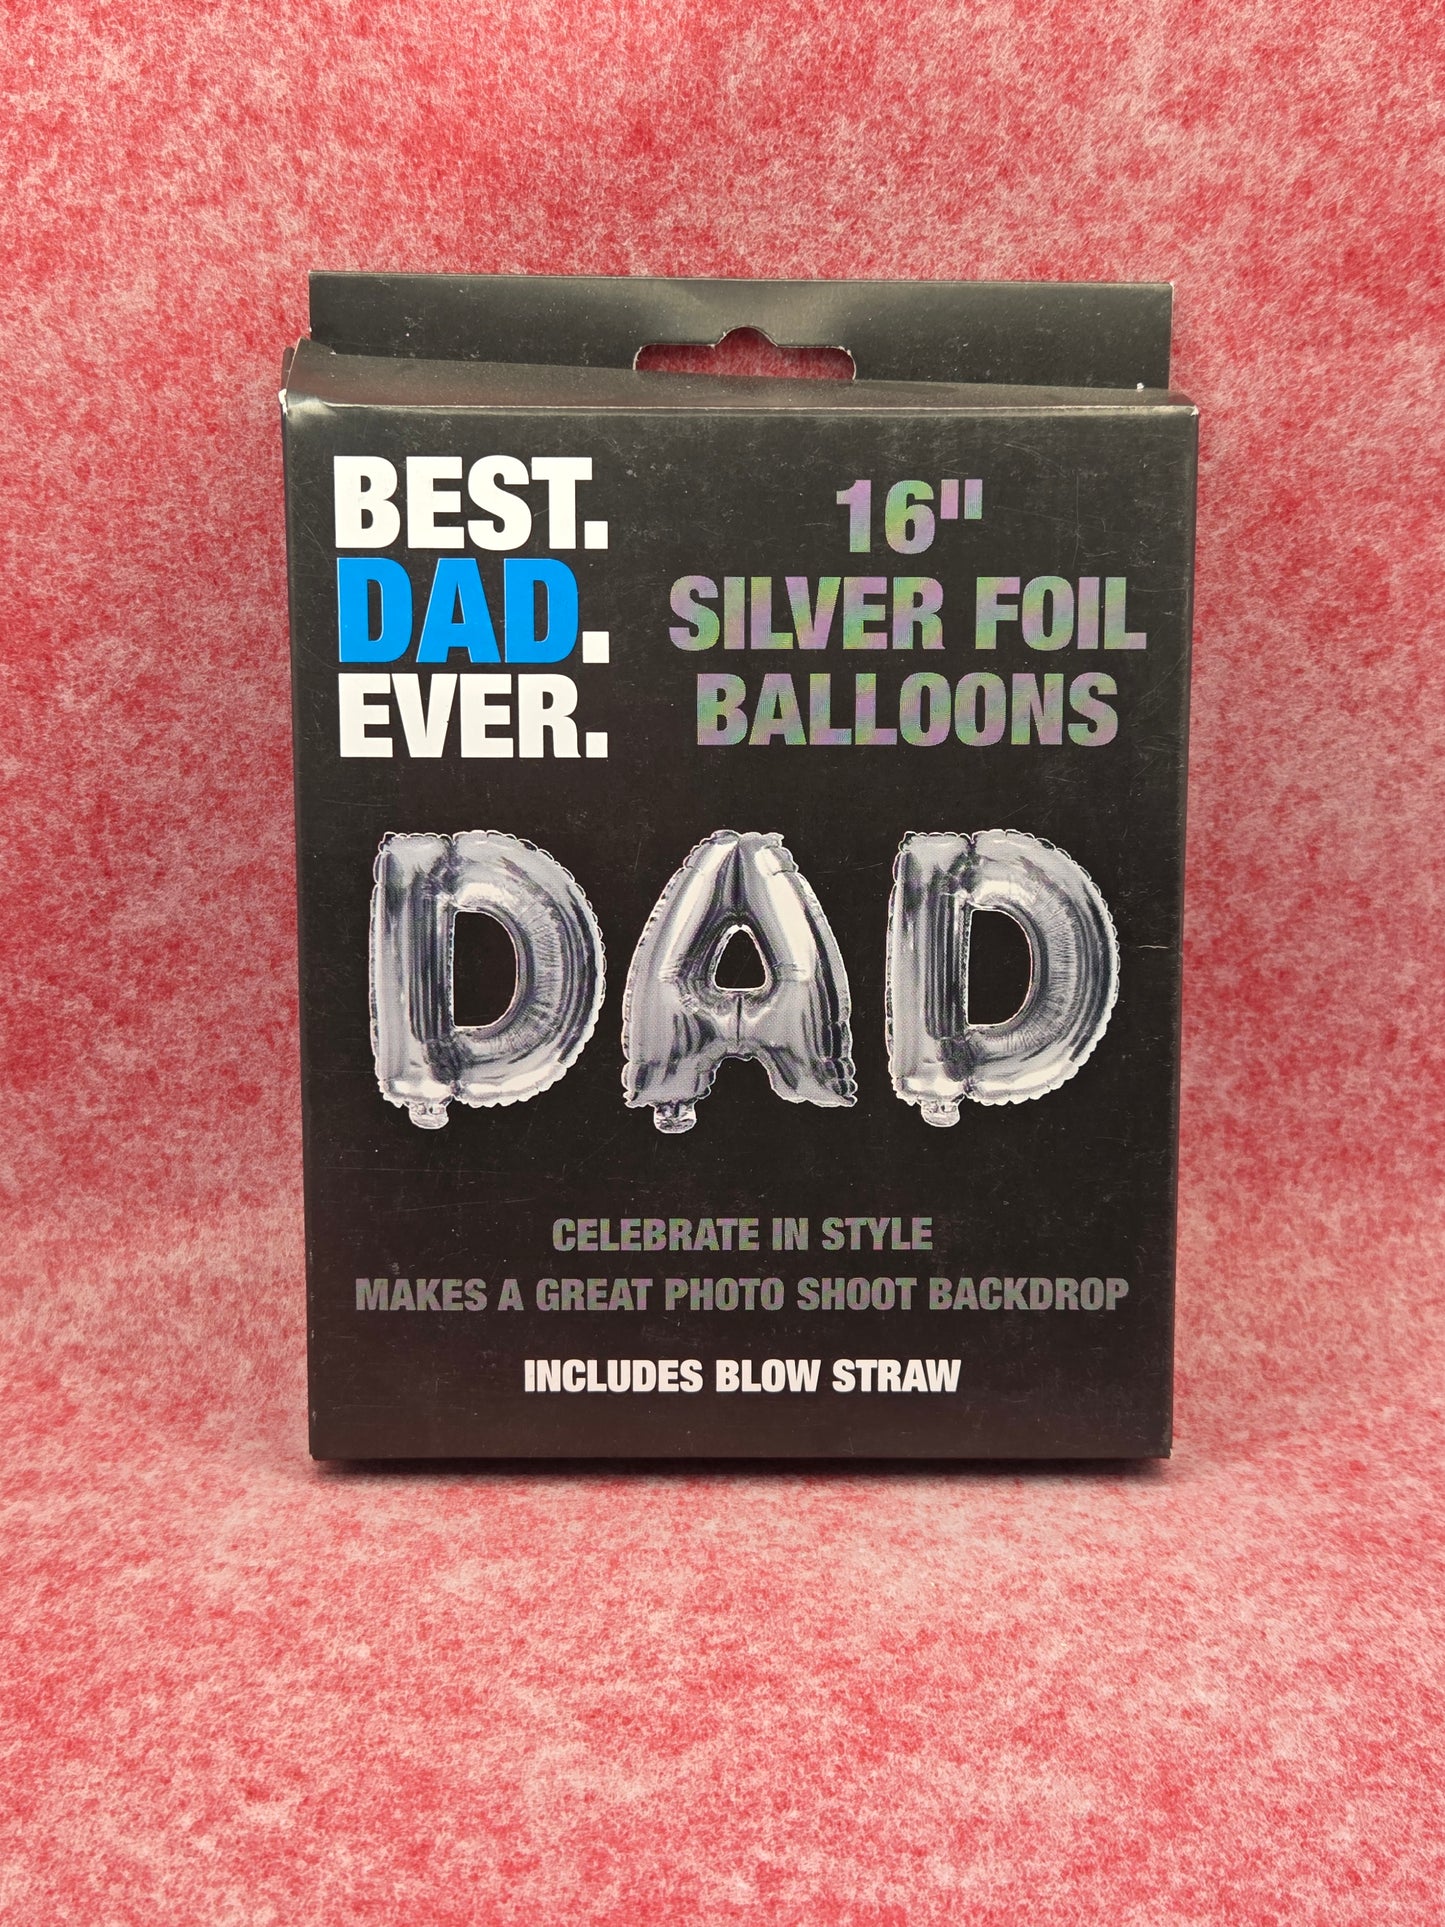 BEST.
DAD.
EVER.
16"
SILVER FOIL
BALLOONS
DAD
CELEBRATE IN STYLE
MAKES A GREAT PHOTO SHOOT BACKDROP
INCLUDES BLOW STRAW